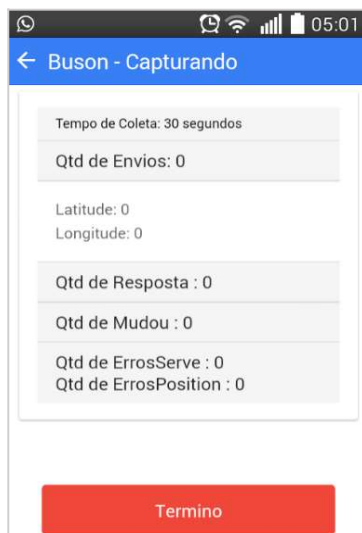 05:01
Buson - Capturando
Tempo de Coleta: 30 segundos
Qtd de Envios: 0
Latitude: 0
Longitude: 0
Qtd de Resposta : 0
Qtd de Mudou : 0
Qtd de ErrosServe : 0
Qtd de ErrosPosition : 0
Termino